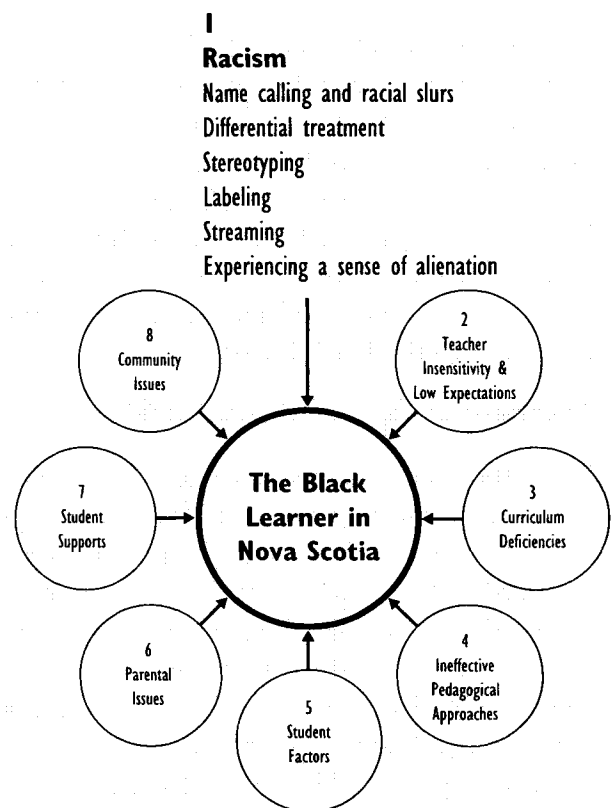 1
Racism
Name calling and racial slurs
Differential treatment
Stereotyping
Labeling
Streaming
Experiencing a sense of alienation
2
Teacher
Insensitivity &
Low Expectations
3
Curriculum
Deficiencies
4
Ineffective
Pedagogical
Approaches
5
Student
Factors
6
Parental
Issues
7
Student
Supports
8
Community
Issues
The Black
Learner in
Nova Scotia